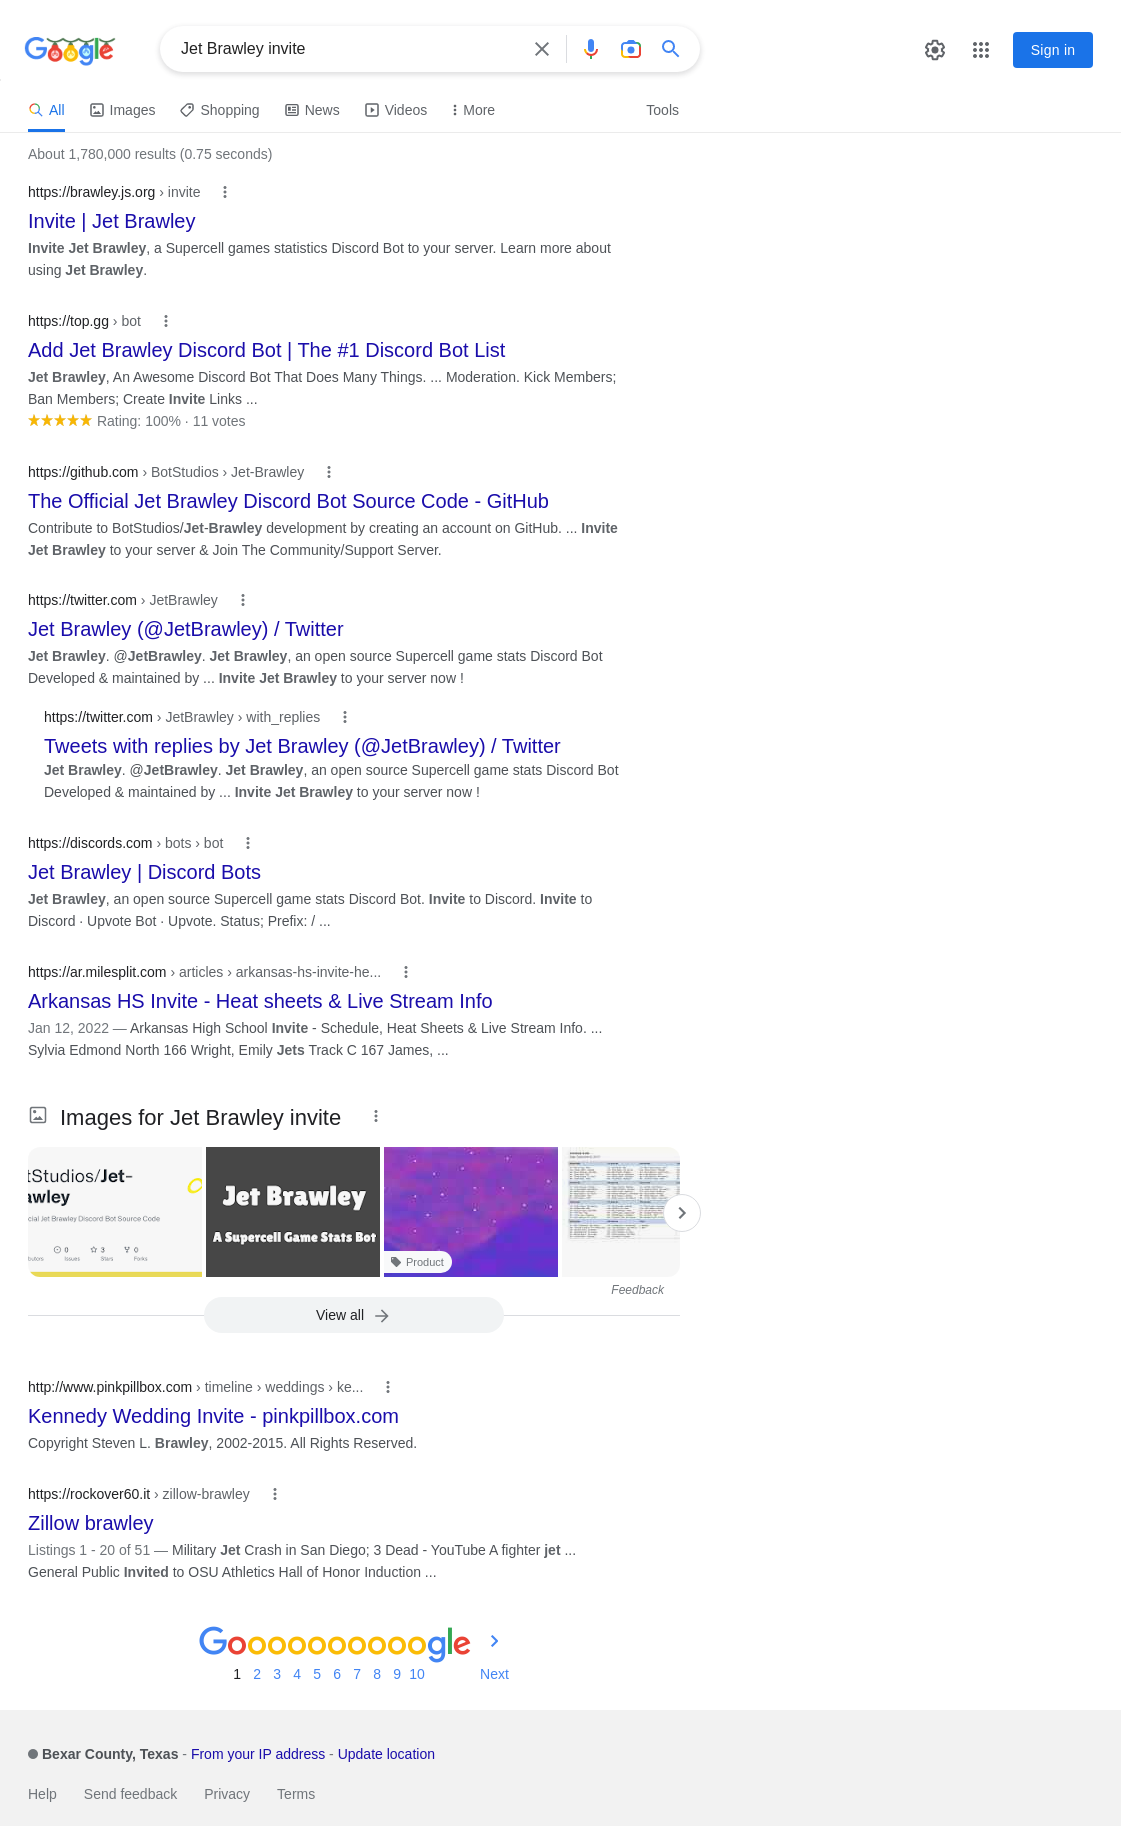 Google
Jet Brawley invite
Sign in
All
Images
Shopping
News
Videos
More
Tools
About 1,780,000 results (0.75 seconds)
https://brawley.js.org › invite
Invite | Jet Brawley
Invite Jet Brawley, a Supercell games statistics Discord Bot to your server. Learn more about
using Jet Brawley.
https://top.gg › bot
Add Jet Brawley Discord Bot | The #1 Discord Bot List
Jet Brawley, An Awesome Discord Bot That Does Many Things. ... Moderation. Kick Members;
Ban Members; Create Invite Links ...
Rating: 100% · 11 votes
https://github.com › BotStudios › Jet-Brawley
The Official Jet Brawley Discord Bot Source Code - GitHub
Contribute to BotStudios/Jet-Brawley development by creating an account on GitHub. ... Invite
Jet Brawley to your server & Join The Community/Support Server.
https://twitter.com › JetBrawley
Jet Brawley (@JetBrawley) / Twitter
Jet Brawley. @JetBrawley. Jet Brawley, an open source Supercell game stats Discord Bot
Developed & maintained by ... Invite Jet Brawley to your server now !
https://twitter.com › JetBrawley › with_replies
Tweets with replies by Jet Brawley (@JetBrawley) / Twitter
Jet Brawley. @JetBrawley. Jet Brawley, an open source Supercell game stats Discord Bot
Developed & maintained by ... Invite Jet Brawley to your server now !
https://discords.com › bots › bot
Jet Brawley | Discord Bots
Jet Brawley, an open source Supercell game stats Discord Bot. Invite to Discord. Invite to
Discord · Upvote Bot · Upvote. Status; Prefix: / ...
https://ar.milesplit.com › articles › arkansas-hs-invite-he...
Arkansas HS Invite - Heat sheets & Live Stream Info
Jan 12, 2022 — Arkansas High School Invite - Schedule, Heat Sheets & Live Stream Info. ...
Sylvia Edmond North 166 Wright, Emily Jets Track C 167 James, ...
Images for Jet Brawley invite
tStudios/Jet-
awley
cial Jet Brawley Discord Bot Source Code
0
3
0
butors
Issues
Stars
Forks
Jet Brawley
A Supercell Game Stats Bot
Product
Feedback
View all
http://www.pinkpillbox.com › timeline › weddings › ke...
Kennedy Wedding Invite - pinkpillbox.com
Copyright Steven L. Brawley, 2002-2015. All Rights Reserved.
https://rockover60.it › zillow-brawley
Zillow brawley
Listings 1 - 20 of 51 — Military Jet Crash in San Diego; 3 Dead - YouTube A fighter jet ...
General Public Invited to OSU Athletics Hall of Honor Induction ...
Goooooooooogle
1 2 3 4 5 6 7 8 9 10 Next
Bexar County, Texas - From your IP address - Update location
Help
Send feedback
Privacy
Terms